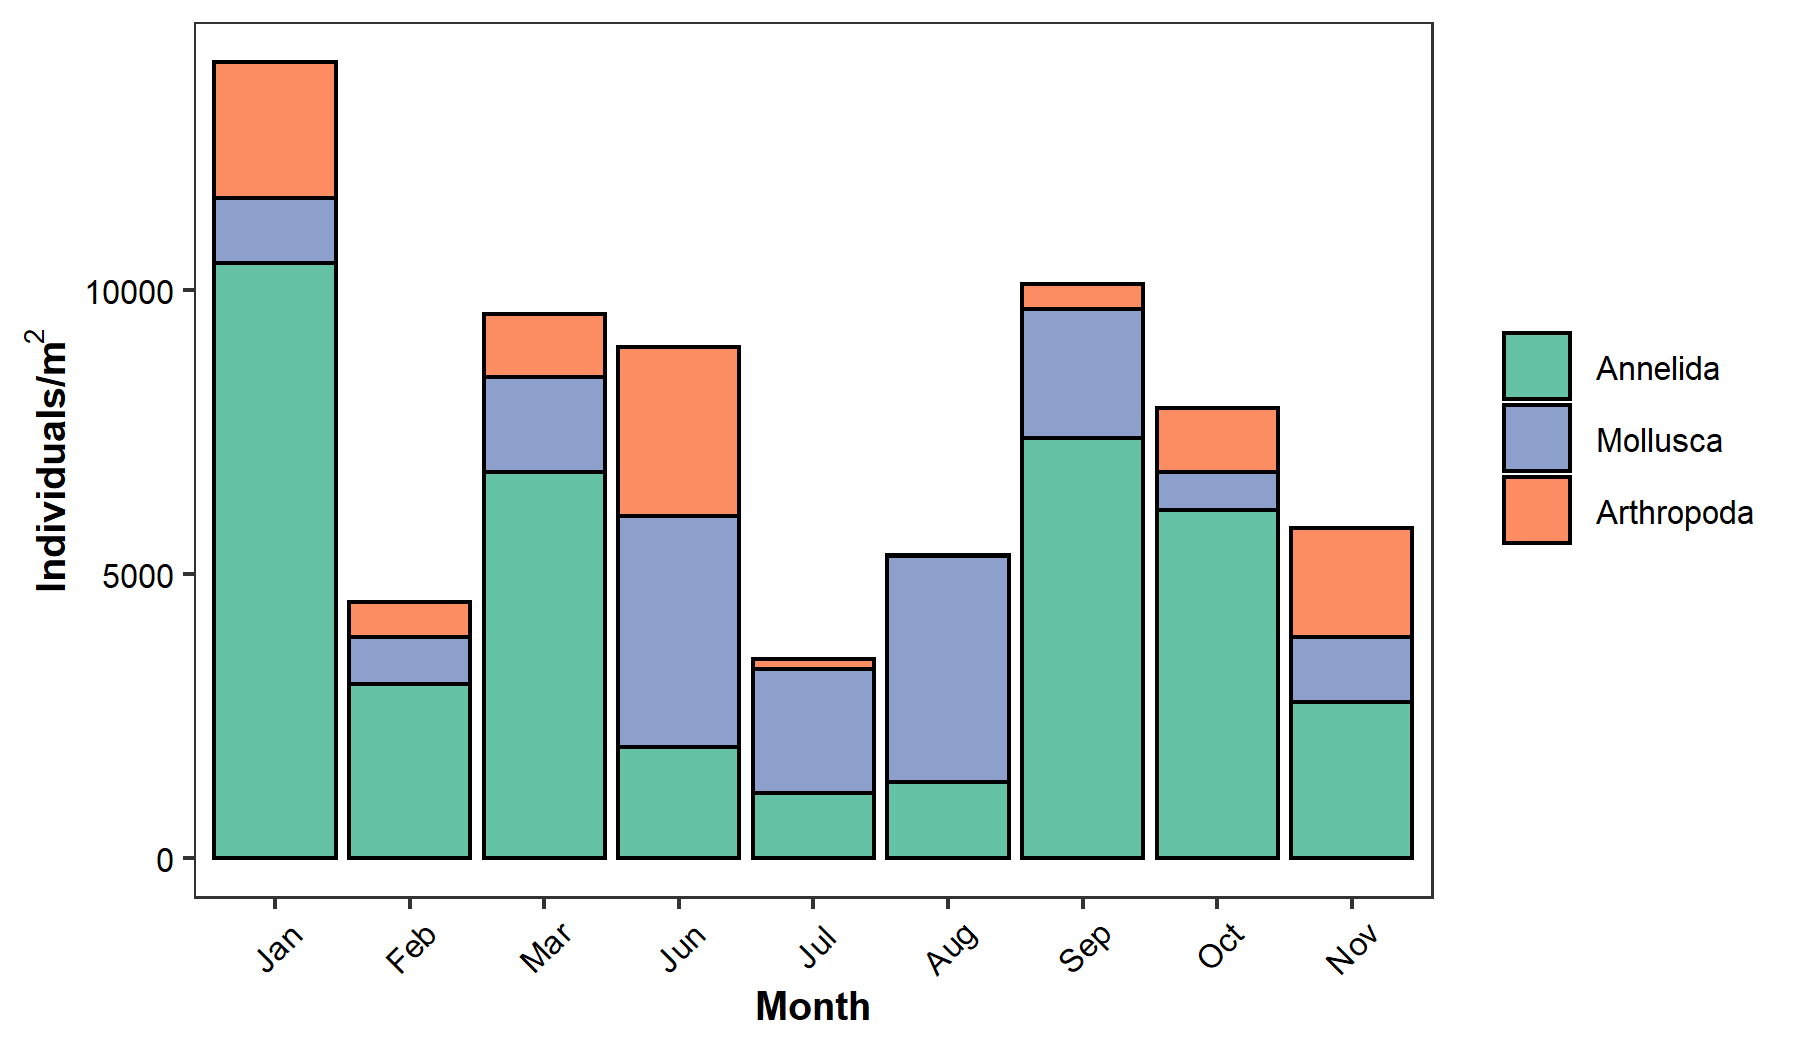 Individuals/m²
10000
5000
0
Jan Feb Mar Jun Jul Aug Sep Oct Nov
Month
Annelida
Mollusca
Arthropoda